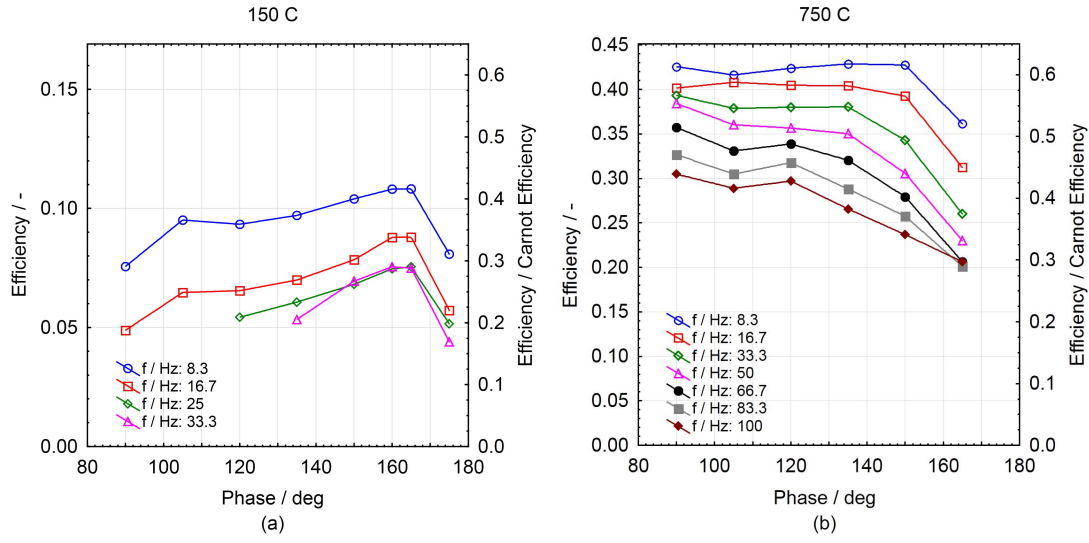 150 C
0.15
0.10
0.05
0.00
Efficiency / -
0.6
0.5
0.4
0.3
0.2
0.1
0.0
Efficiency / Carnot Efficiency
f / Hz: 8.3
f / Hz: 16.7
f / Hz: 25
f / Hz: 33.3
80 100 120 140 160 180
Phase / deg
(a)
750 C
0.45
0.40
0.35
0.30
0.25
0.20
0.15
0.10
0.05
0.00
Efficiency / -
0.6
0.5
0.4
0.3
0.2
0.1
0.0
Efficiency / Carnot Efficiency
f / Hz: 8.3
f / Hz: 16.7
f / Hz: 33.3
f / Hz: 50
f / Hz: 66.7
f / Hz: 83.3
f / Hz: 100
80 100 120 140 160 180
Phase / deg
(b)